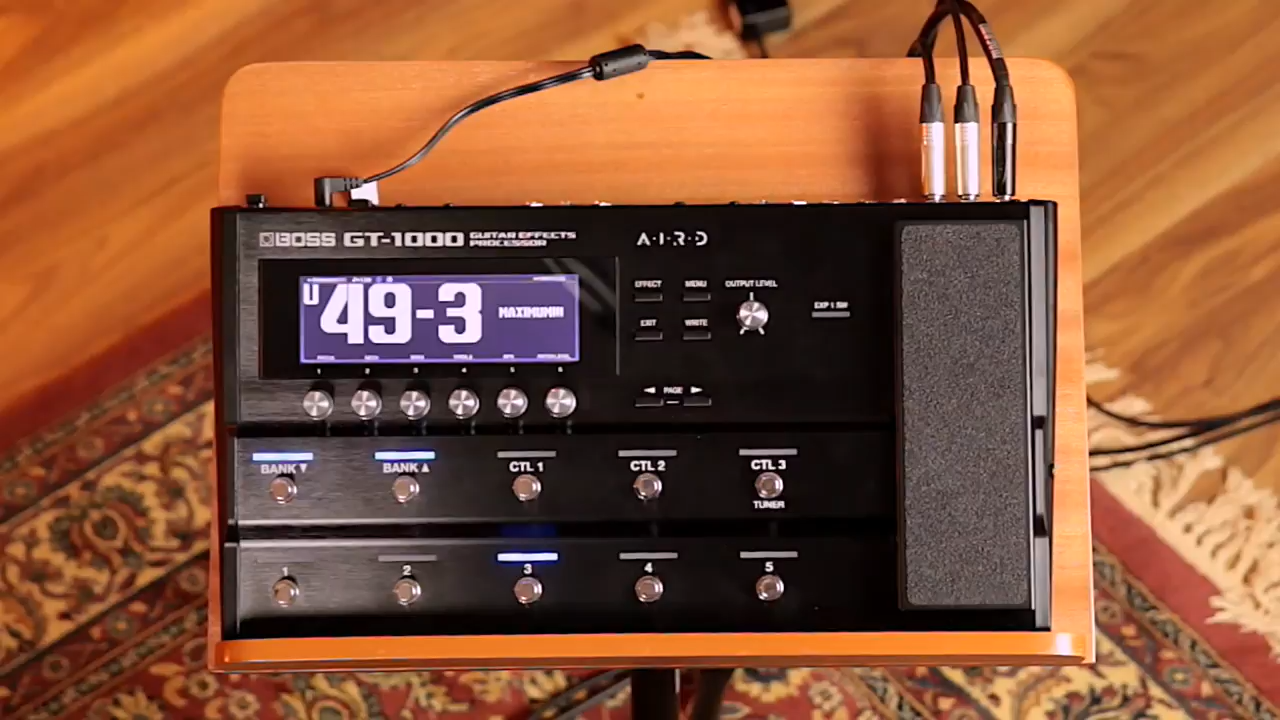 BOSS GT-1000 GUITAR EFFECTS PROCESSOR
A·I·R·D
U49-3 MAXIMUM!!!
1 2 3 4 5 6
EFFECT MENU OUTPUT LEVEL
EXIT WRITE
EXP 1 SW
◄ PAGE ►
BANK ▼ BANK ▲ CTL 1 CTL 2 CTL 3
TUNER
1 2 3 4 5